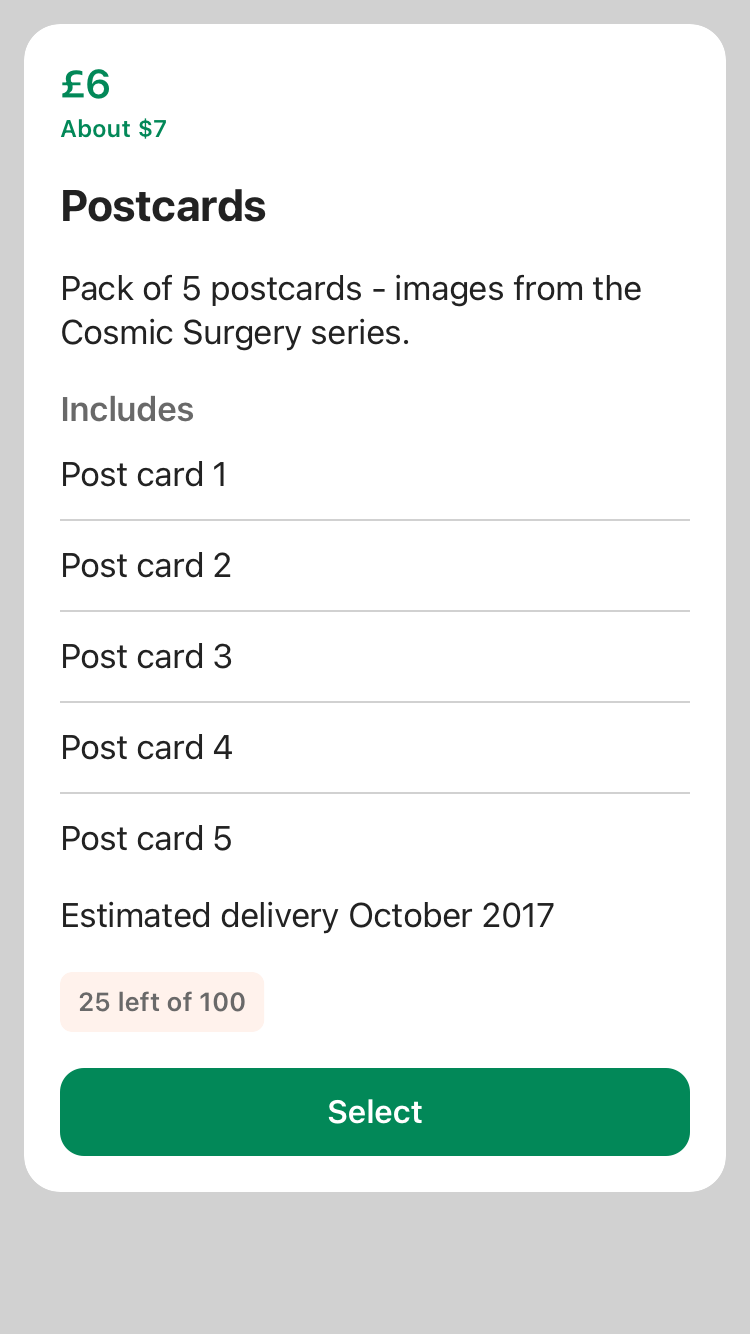 £6
About $7
Postcards
Pack of 5 postcards - images from the
Cosmic Surgery series.
Includes
Post card 1
Post card 2
Post card 3
Post card 4
Post card 5
Estimated delivery October 2017
25 left of 100
Select